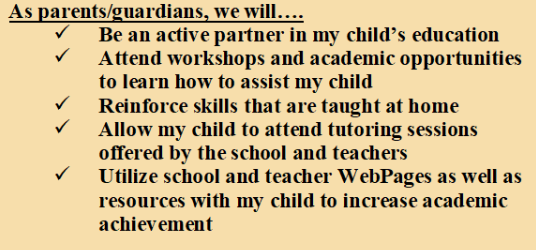 As parents/guardians, we will….
✓ Be an active partner in my child's education
✓ Attend workshops and academic opportunities
to learn how to assist my child
✓ Reinforce skills that are taught at home
✓ Allow my child to attend tutoring sessions
offered by the school and teachers
✓ Utilize school and teacher WebPages as well as
resources with my child to increase academic
achievement